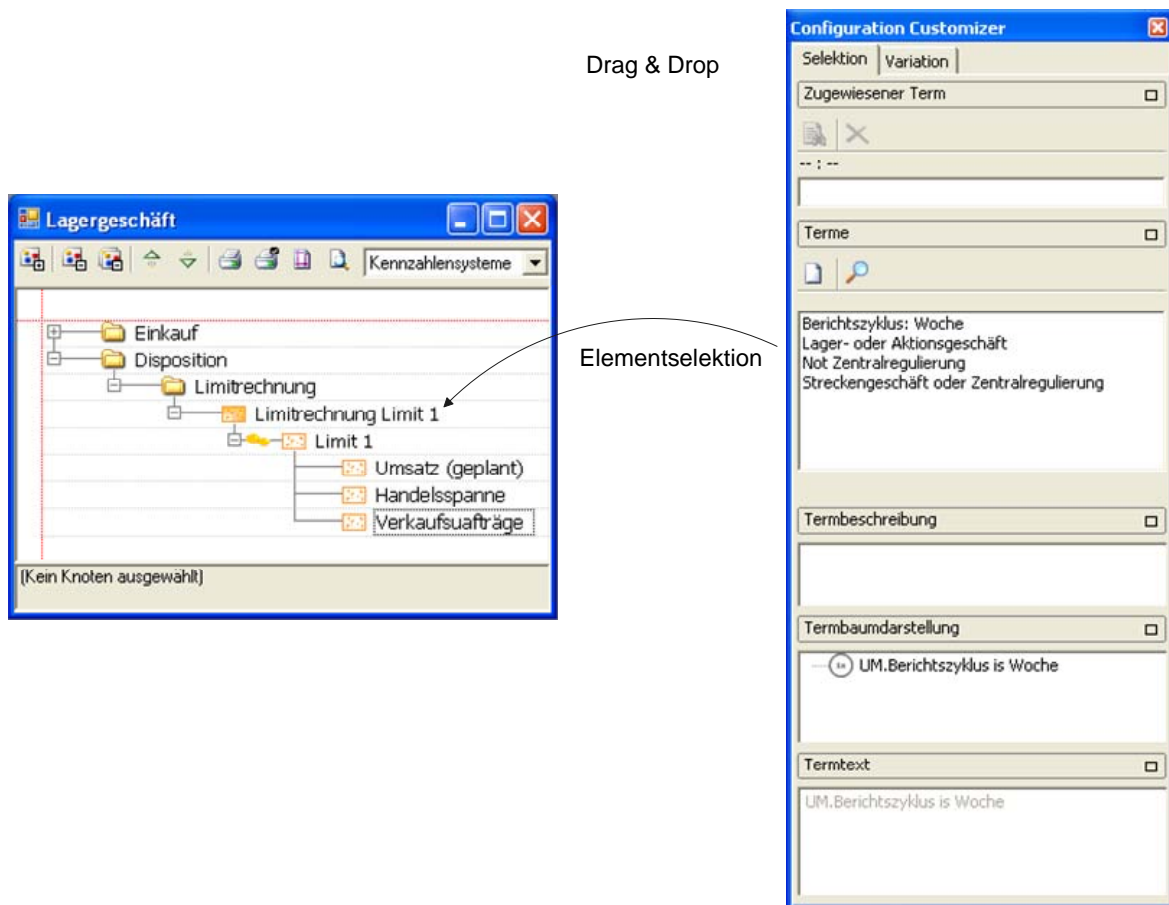 Drag & Drop
Lagergeschäft
Kennzahlensysteme
Einkauf
Disposition
Limitrechnung
Limitrechnung Limit 1
Limit 1
Umsatz (geplant)
Handelsspanne
Verkaufsuafträge
(Kein Knoten ausgewählt)
Elementselektion
Configuration Customizer
Selektion
Variation
Zugewiesener Term
-- : --
Terme
Berichtszyklus: Woche
Lager- oder Aktionsgeschäft
Not Zentralregulierung
Streckengeschäft oder Zentralregulierung
Termbeschreibung
Termbaumdarstellung
UM.Berichtszyklus is Woche
Termtext
UM.Berichtszyklus is Woche